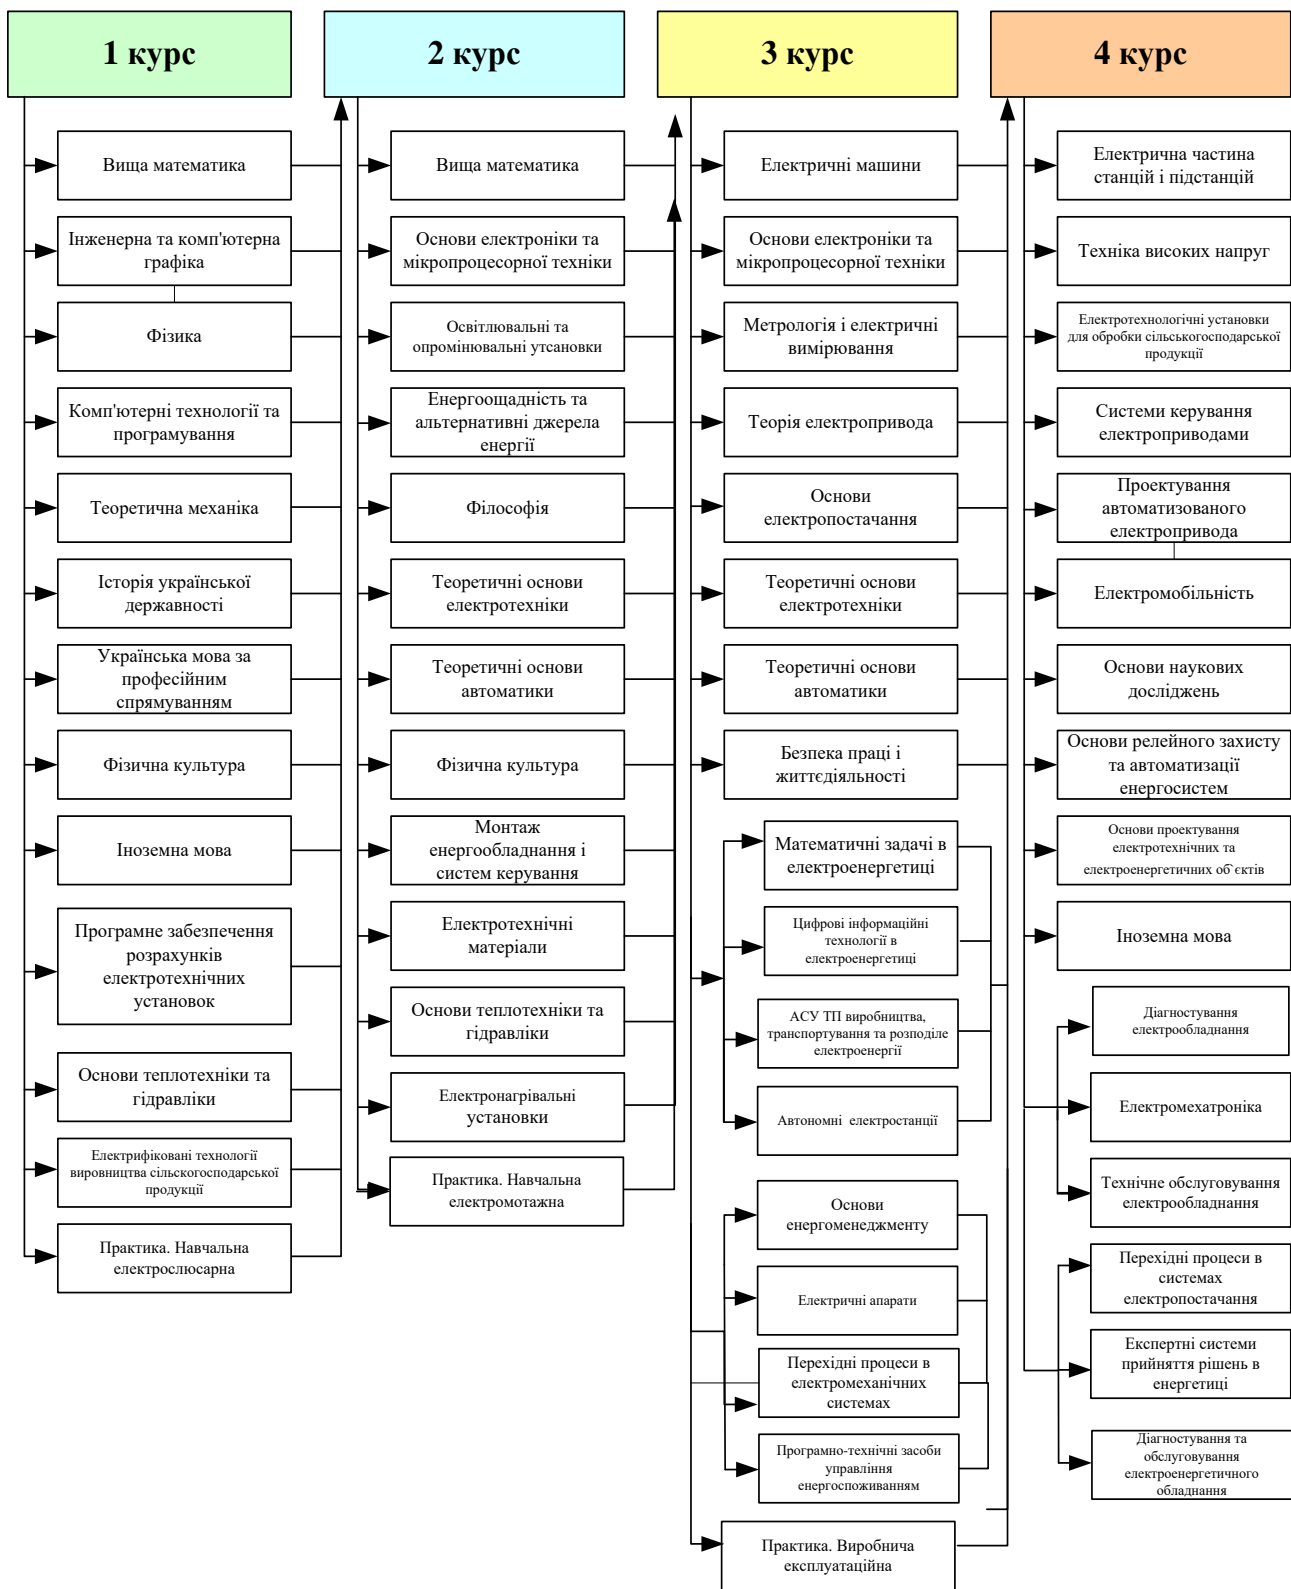 1 курс
Вища математика
Інженерна та комп'ютерна
графіка
Фізика
Комп'ютерні технології та
програмування
Теоретична механіка
Історія української
державності
Українська мова за
професійним
спрямуванням
Фізична культура
Іноземна мова
Програмне забезпечення
розрахунків
електротехнічних
установок
Основи теплотехніки та
гідравліки
Електрифіковані технології
вировництва сільскогосподарської
продукції
Практика. Навчальна
електрослюсарна
2 курс
Вища математика
Основи електроніки та
мікропроцесорної техніки
Освітлювальні та
опромінювальні утсановки
Енергоощадність та
альтернативні джерела
енергії
Філософія
Теоретичні основи
електротехніки
Теоретичні основи
автоматики
Фізична культура
Монтаж
енергообладнання і
систем керування
Електротехнічні
матеріали
Основи теплотехніки та
гідравліки
Електронагрівальні
установки
Практика. Навчальна
електромотажна
3 курс
Електричні машини
Основи електроніки та
мікропроцесорної техніки
Метрологія і електричні
вимірювання
Теорія електропривода
Основи
електропостачання
Теоретичні основи
електротехніки
Теоретичні основи
автоматики
Безпека праці і
життєдіяльності
Математичні задачі в
електроенергетиці
Цифрові інформаційні
технології в
електроенергетиці
АСУ ТП виробництва,
транспортування та розподіле
електроенергії
Автономні електростанції
Основи
енергоменеджменту
Електричні апарати
Перехідні процеси в
електромеханічних
системах
Програмно-технічні засоби
управління
енергоспоживанням
Практика. Виробнича
експлуатаційна
4 курс
Електрична частина
станцій і підстанцій
Техніка високих напруг
Електротехнологічні установки
для обробки сільськогосподарської
продукції
Системи керування
електроприводами
Проектування
автоматизованого
електропривода
Електромобільність
Основи наукових
досліджень
Основи релейного захисту
та автоматизації
енергосистем
Основи проектування
електротехнічних та
електроенергетичних об`єктів
Іноземна мова
Діагностування
електрообладнання
Електромехатроніка
Технічне обслуговування
електрообладнання
Перехідні процеси в
системах
електропостачання
Експертні системи
прийняття рішень в
енергетиці
Діагностування та
обслуговування
електроенергетичного
обладнання